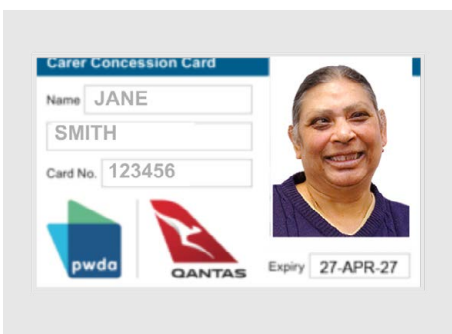 Carer Concession Card
Name JANE
SMITH
Card No. 123456
pwda
QANTAS
Expiry 27-APR-27